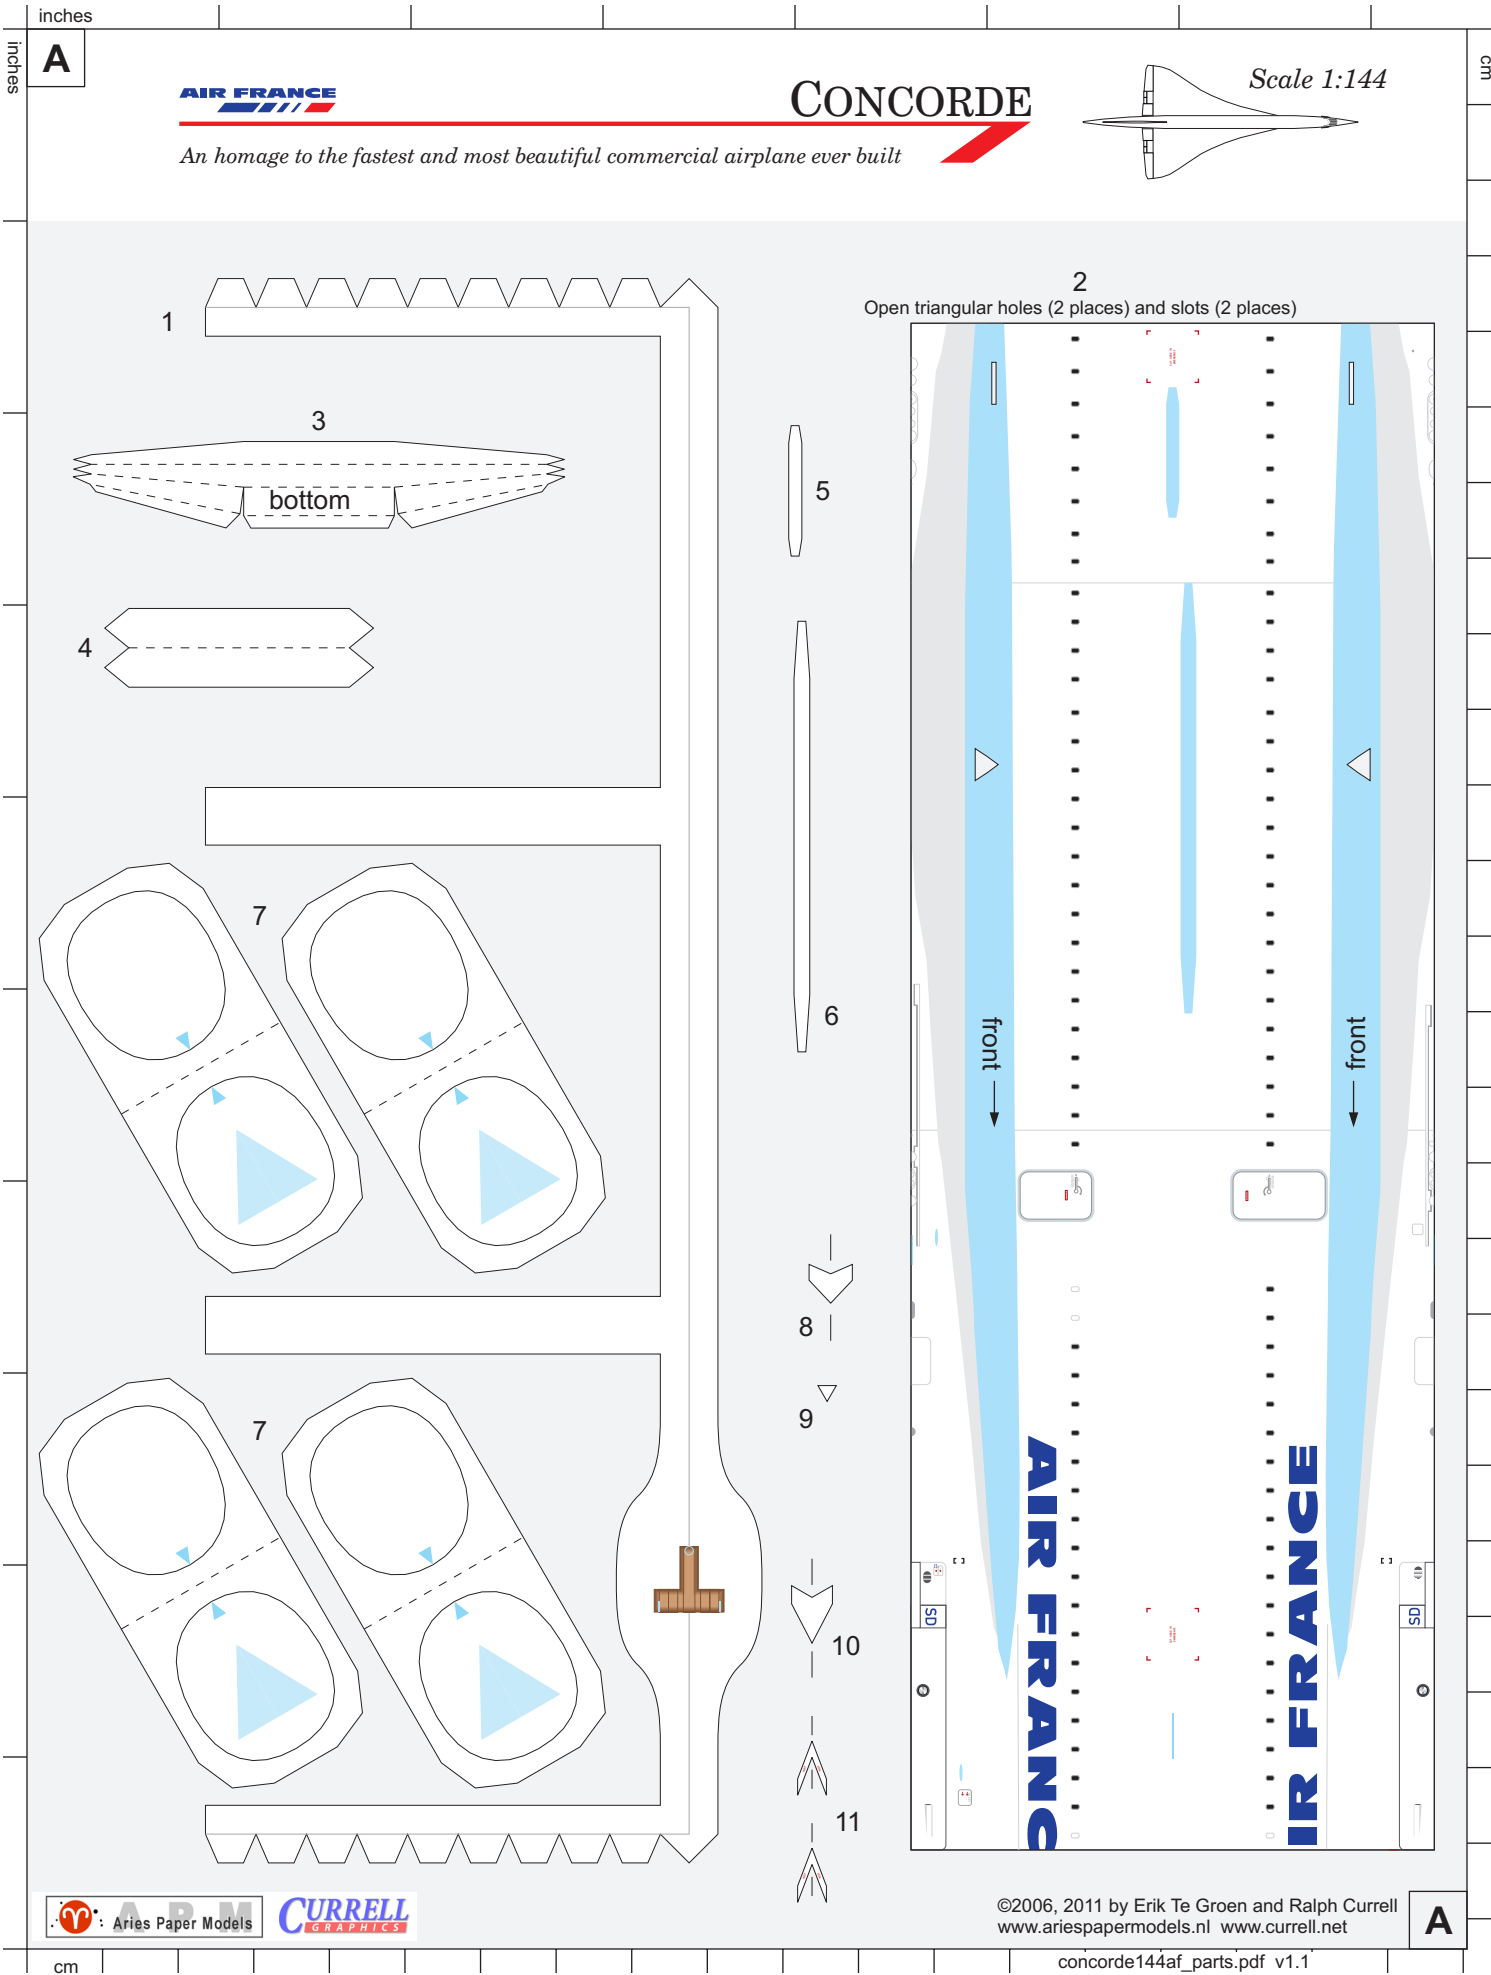 inches
inches
A
AIR FRANCE
CONCORDE
An homage to the fastest and most beautiful commercial airplane ever built
Scale 1:144
cm
1
2
Open triangular holes (2 places) and slots (2 places)
3
bottom
4
5
6
7
7
8
9
10
11
front
front
AIR FRANC
IR FRANCE
SD
SD
APM
Aries Paper Models
CURRELL
GRAPHICS
©2006, 2011 by Erik Te Groen and Ralph Currell
www.ariespapermodels.nl www.currell.net
A
cm
concorde144af_parts.pdf v1.1